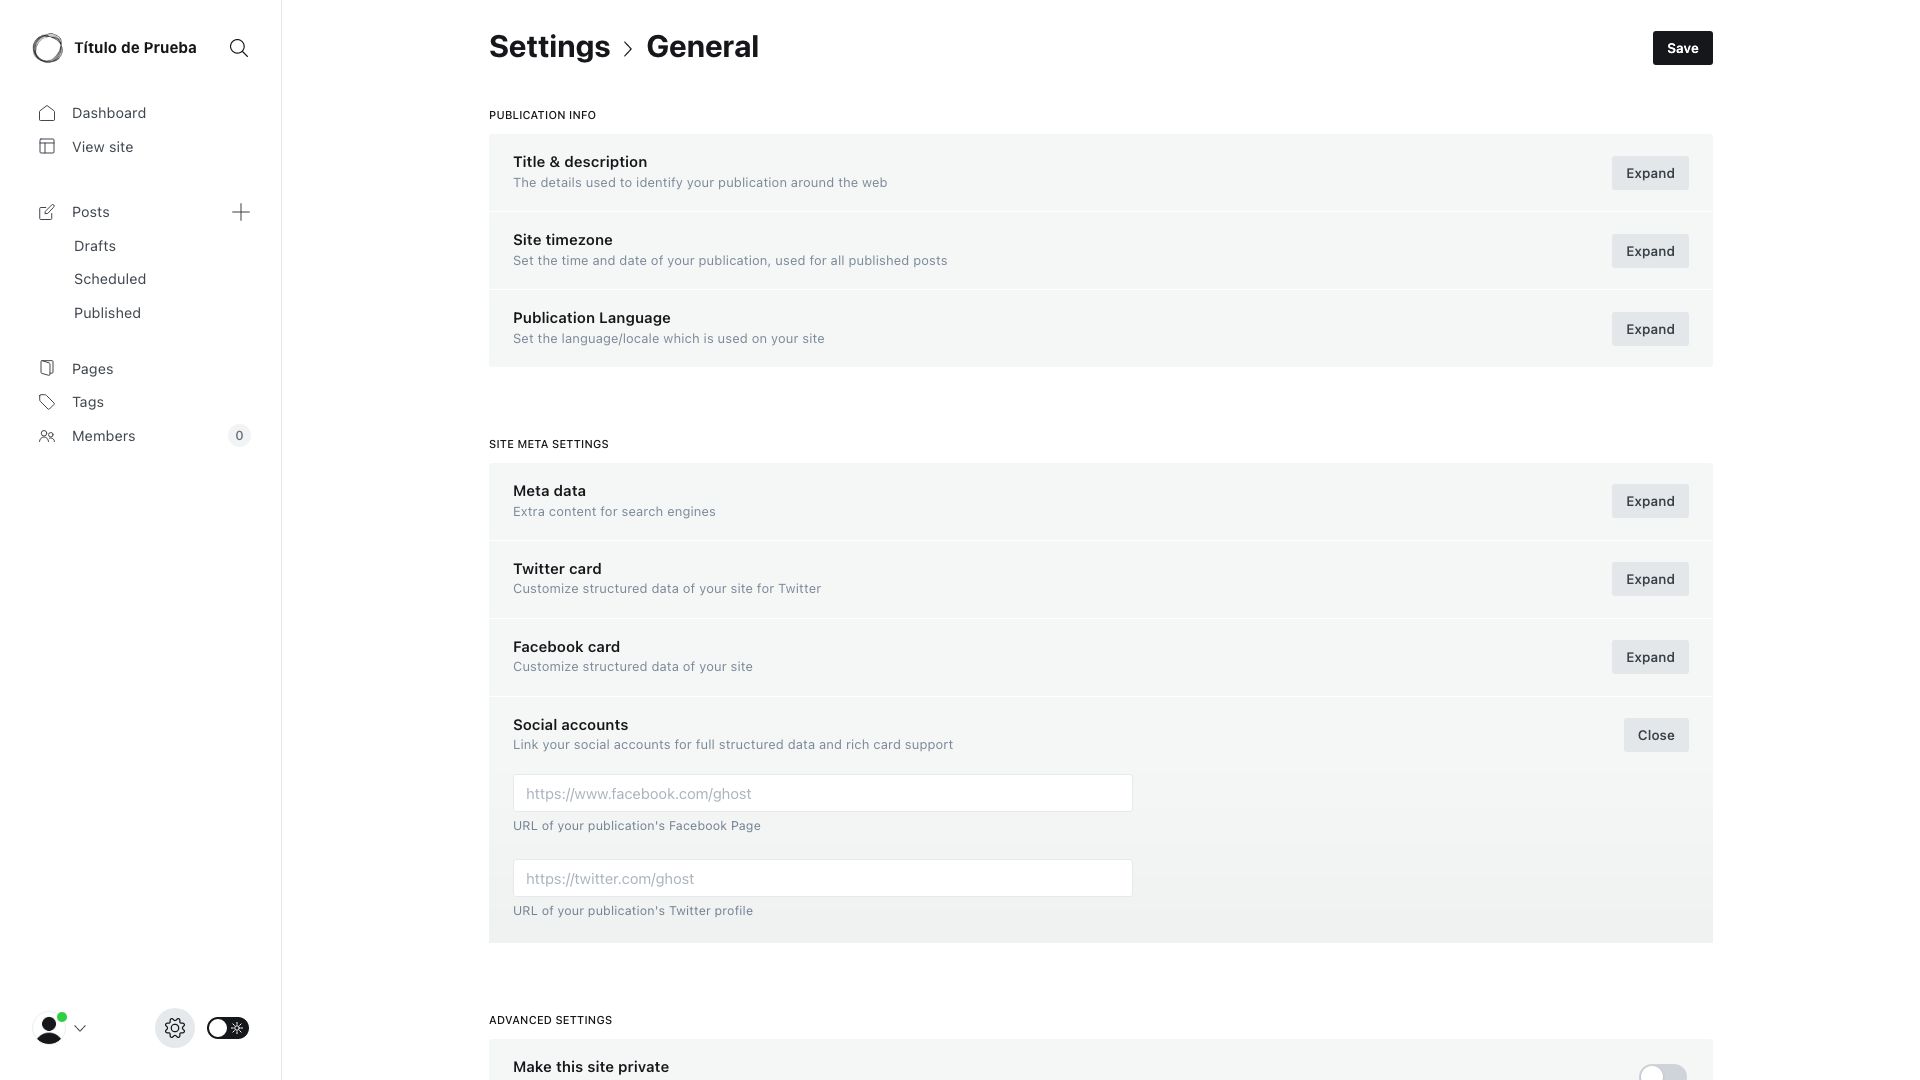 Título de Prueba
Dashboard
View site
Posts
Drafts
Scheduled
Published
Pages
Tags
Members
0
Settings
General
Save
PUBLICATION INFO
Title & description
The details used to identify your publication around the web
Expand
Site timezone
Set the time and date of your publication, used for all published posts
Expand
Publication Language
Set the language/locale which is used on your site
Expand
SITE META SETTINGS
Meta data
Extra content for search engines
Expand
Twitter card
Customize structured data of your site for Twitter
Expand
Facebook card
Customize structured data of your site
Expand
Social accounts
Link your social accounts for full structured data and rich card support
Close
https://www.facebook.com/ghost
URL of your publication's Facebook Page
https://twitter.com/ghost
URL of your publication's Twitter profile
ADVANCED SETTINGS
Make this site private